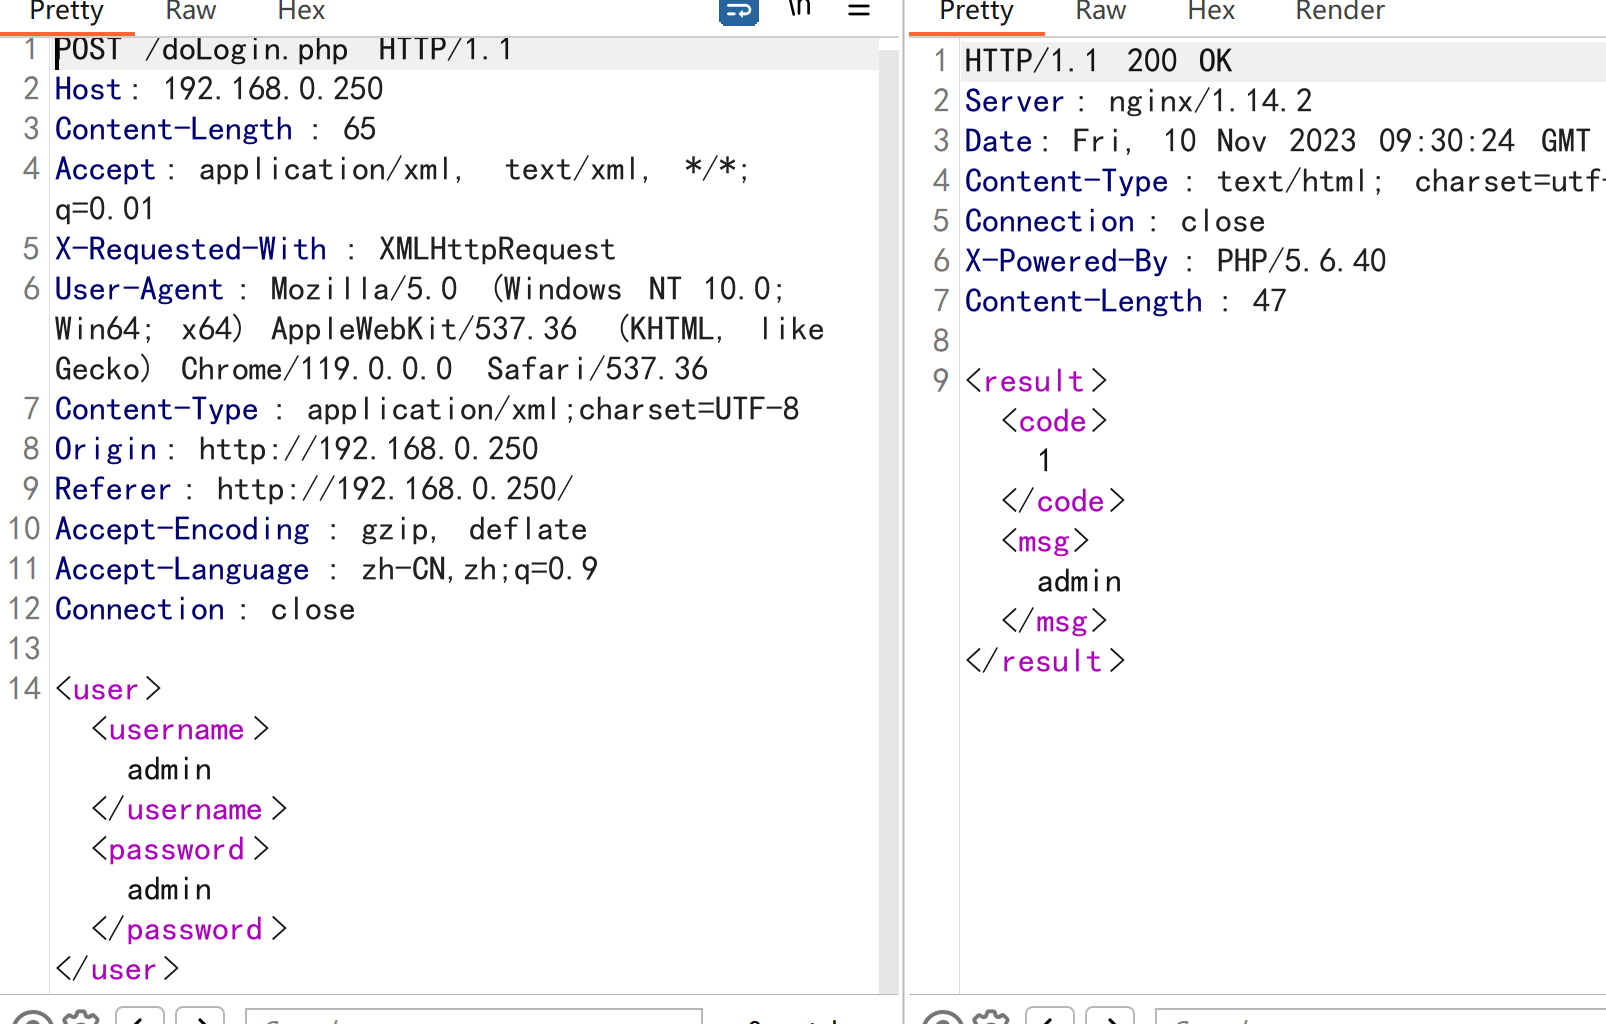 Pretty Raw Hex \n
1 POST /doLogin.php HTTP/1.1
2 Host: 192.168.0.250
3 Content-Length: 65
4 Accept: application/xml, text/xml, */*;
q=0.01
5 X-Requested-With: XMLHttpRequest
6 User-Agent: Mozilla/5.0 (Windows NT 10.0;
Win64; x64) AppleWebKit/537.36 (KHTML, like
Gecko) Chrome/119.0.0.0 Safari/537.36
7 Content-Type: application/xml;charset=UTF-8
8 Origin: http://192.168.0.250
9 Referer: http://192.168.0.250/
10 Accept-Encoding: gzip, deflate
11 Accept-Language: zh-CN,zh;q=0.9
12 Connection: close
13
14 <user>
<username>
admin
</username>
<password>
admin
</password>
</user>
Pretty Raw Hex Render
1 HTTP/1.1 200 OK
2 Server: nginx/1.14.2
3 Date: Fri, 10 Nov 2023 09:30:24 GMT
4 Content-Type: text/html; charset=utf-
5 Connection: close
6 X-Powered-By: PHP/5.6.40
7 Content-Length: 47
8
9 <result>
<code>
1
</code>
<msg>
admin
</msg>
</result>